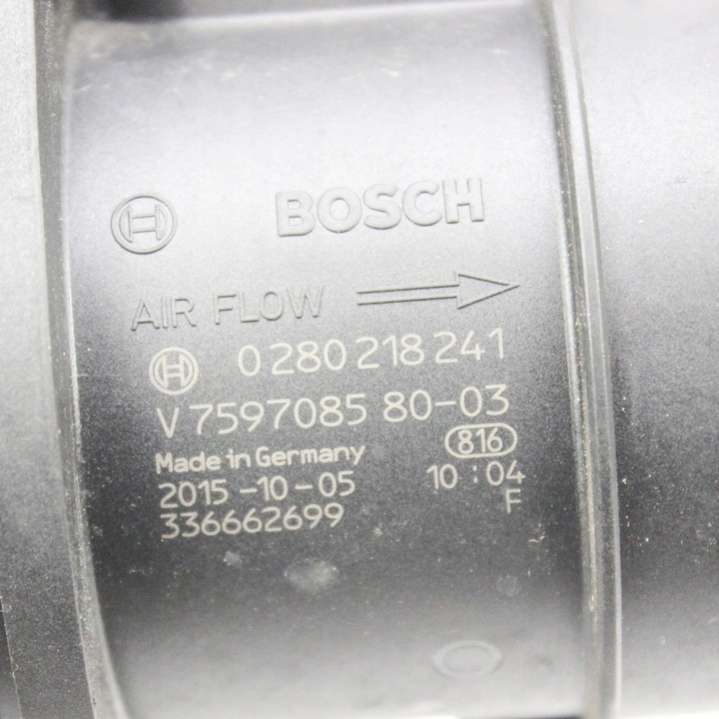 BOSCH
AIR FLOW
0 280 218 241
V 7597085 80-03
Made in Germany 816
2015-10-05 10:04
336662699 F